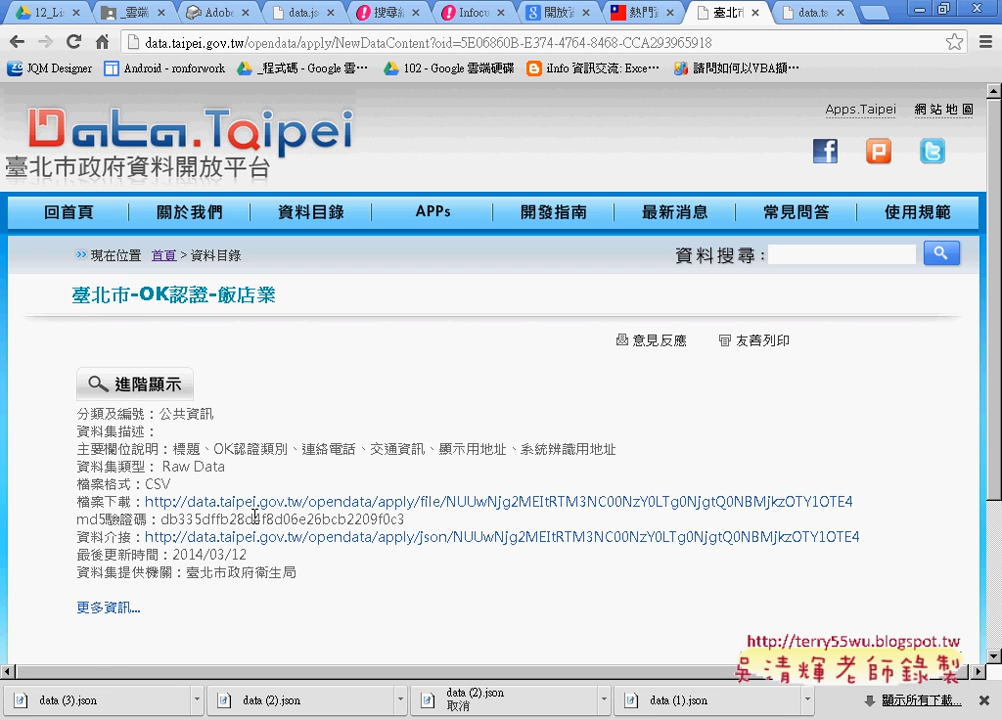 12_Li
_雲端
Adobe
data.js
搜尋結
Infocu
開放資
熱門資
臺北市
data.ta
data.taipei.gov.tw/opendata/apply/NewDataContent?oid=5E06860B-E374-4764-8468-CCA293965918
JQM Designer
Android - ronforwork
_程式碼 - Google 雲…
102 - Google 雲端硬碟
iInfo 資訊交流: Exce…
請問如何以VBA擷…
Data.Taipei
臺北市政府資料開放平台
Apps.Taipei 網站地圖
回首頁 關於我們 資料目錄 APPs 開發指南 最新消息 常見問答 使用規範
現在位置 首頁 > 資料目錄
資料搜尋：
臺北市-OK認證-飯店業
意見反應 友善列印
進階顯示
分類及編號：公共資訊
資料集描述：
主要欄位說明：標題、OK認證類別、連絡電話、交通資訊、顯示用地址、系統辨識用地址
資料集類型： Raw Data
檔案格式：CSV
檔案下載：http://data.taipei.gov.tw/opendata/apply/file/NUUwNjg2MEItRTM3NC00NzY0LTg0NjgtQ0NBMjkzOTY1OTE4
md5驗證碼：db335dffb28d8f8d06e26bcb2209f0c3
資料介接：http://data.taipei.gov.tw/opendata/apply/json/NUUwNjg2MEItRTM3NC00NzY0LTg0NjgtQ0NBMjkzOTY1OTE4
最後更新時間：2014/03/12
資料集提供機關：臺北市政府衛生局
更多資訊...
http://terry55wu.blogspot.tw
吳清輝老師錄製
data (3).json
data (2).json
data (2).json
取消
data (1).json
顯示所有下載...